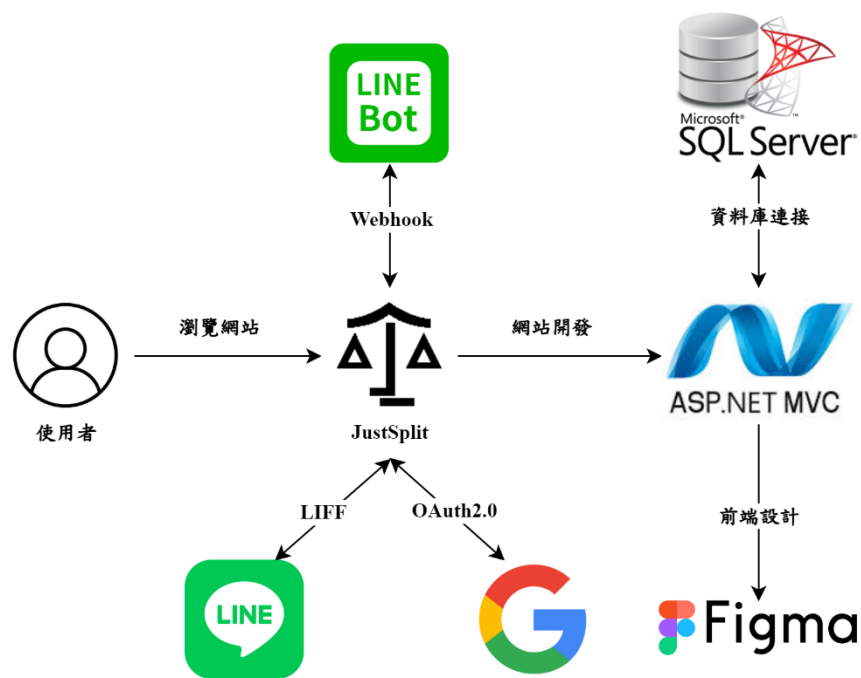 LINE
Bot
Microsoft®
SQL Server®
Webhook
資料庫連接
瀏覽網站
網站開發
使用者
JustSplit
ASP.NET MVC
LIFF
OAuth2.0
前端設計
LINE
Figma